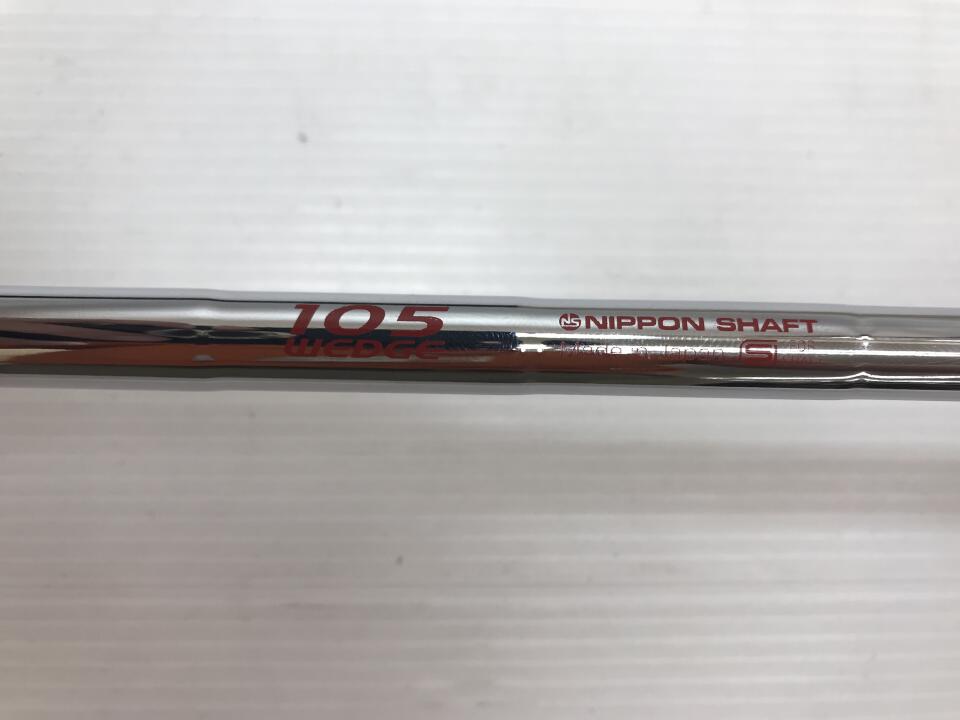 105
WEDGE
NS NIPPON SHAFT
Made in Japan S